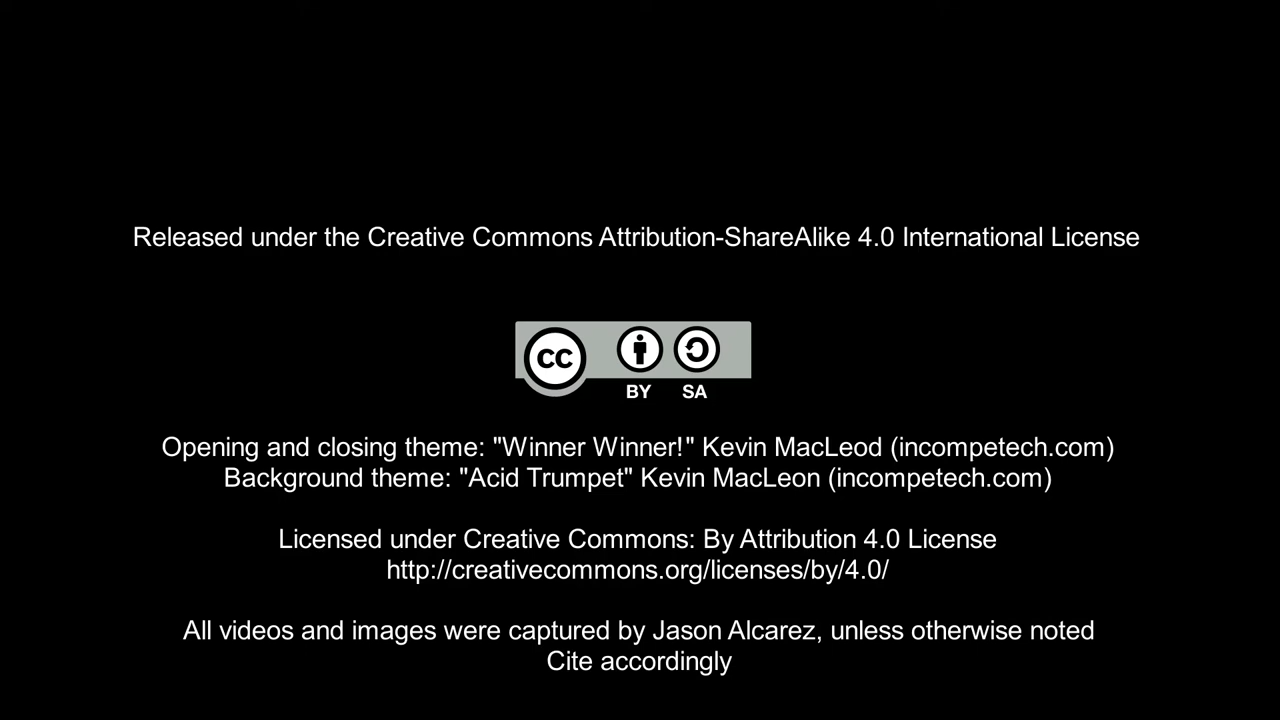 Released under the Creative Commons Attribution-ShareAlike 4.0 International License
CC
BY SA
Opening and closing theme: "Winner Winner!" Kevin MacLeod (incompetech.com)
Background theme: "Acid Trumpet" Kevin MacLeon (incompetech.com)
Licensed under Creative Commons: By Attribution 4.0 License
http://creativecommons.org/licenses/by/4.0/
All videos and images were captured by Jason Alcarez, unless otherwise noted
Cite accordingly